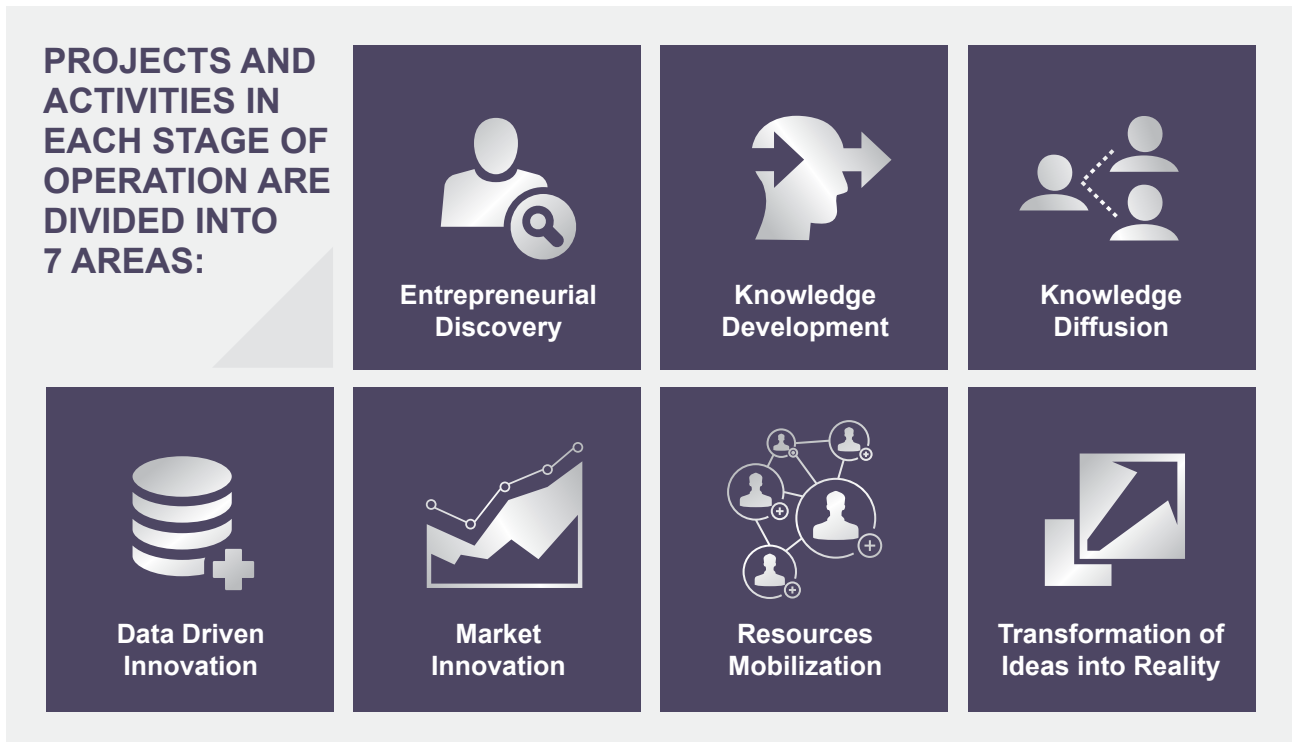 PROJECTS AND
ACTIVITIES IN
EACH STAGE OF
OPERATION ARE
DIVIDED INTO
7 AREAS:
Entrepreneurial
Discovery
Knowledge
Development
Knowledge
Diffusion
Data Driven
Innovation
Market
Innovation
Resources
Mobilization
Transformation of
Ideas into Reality